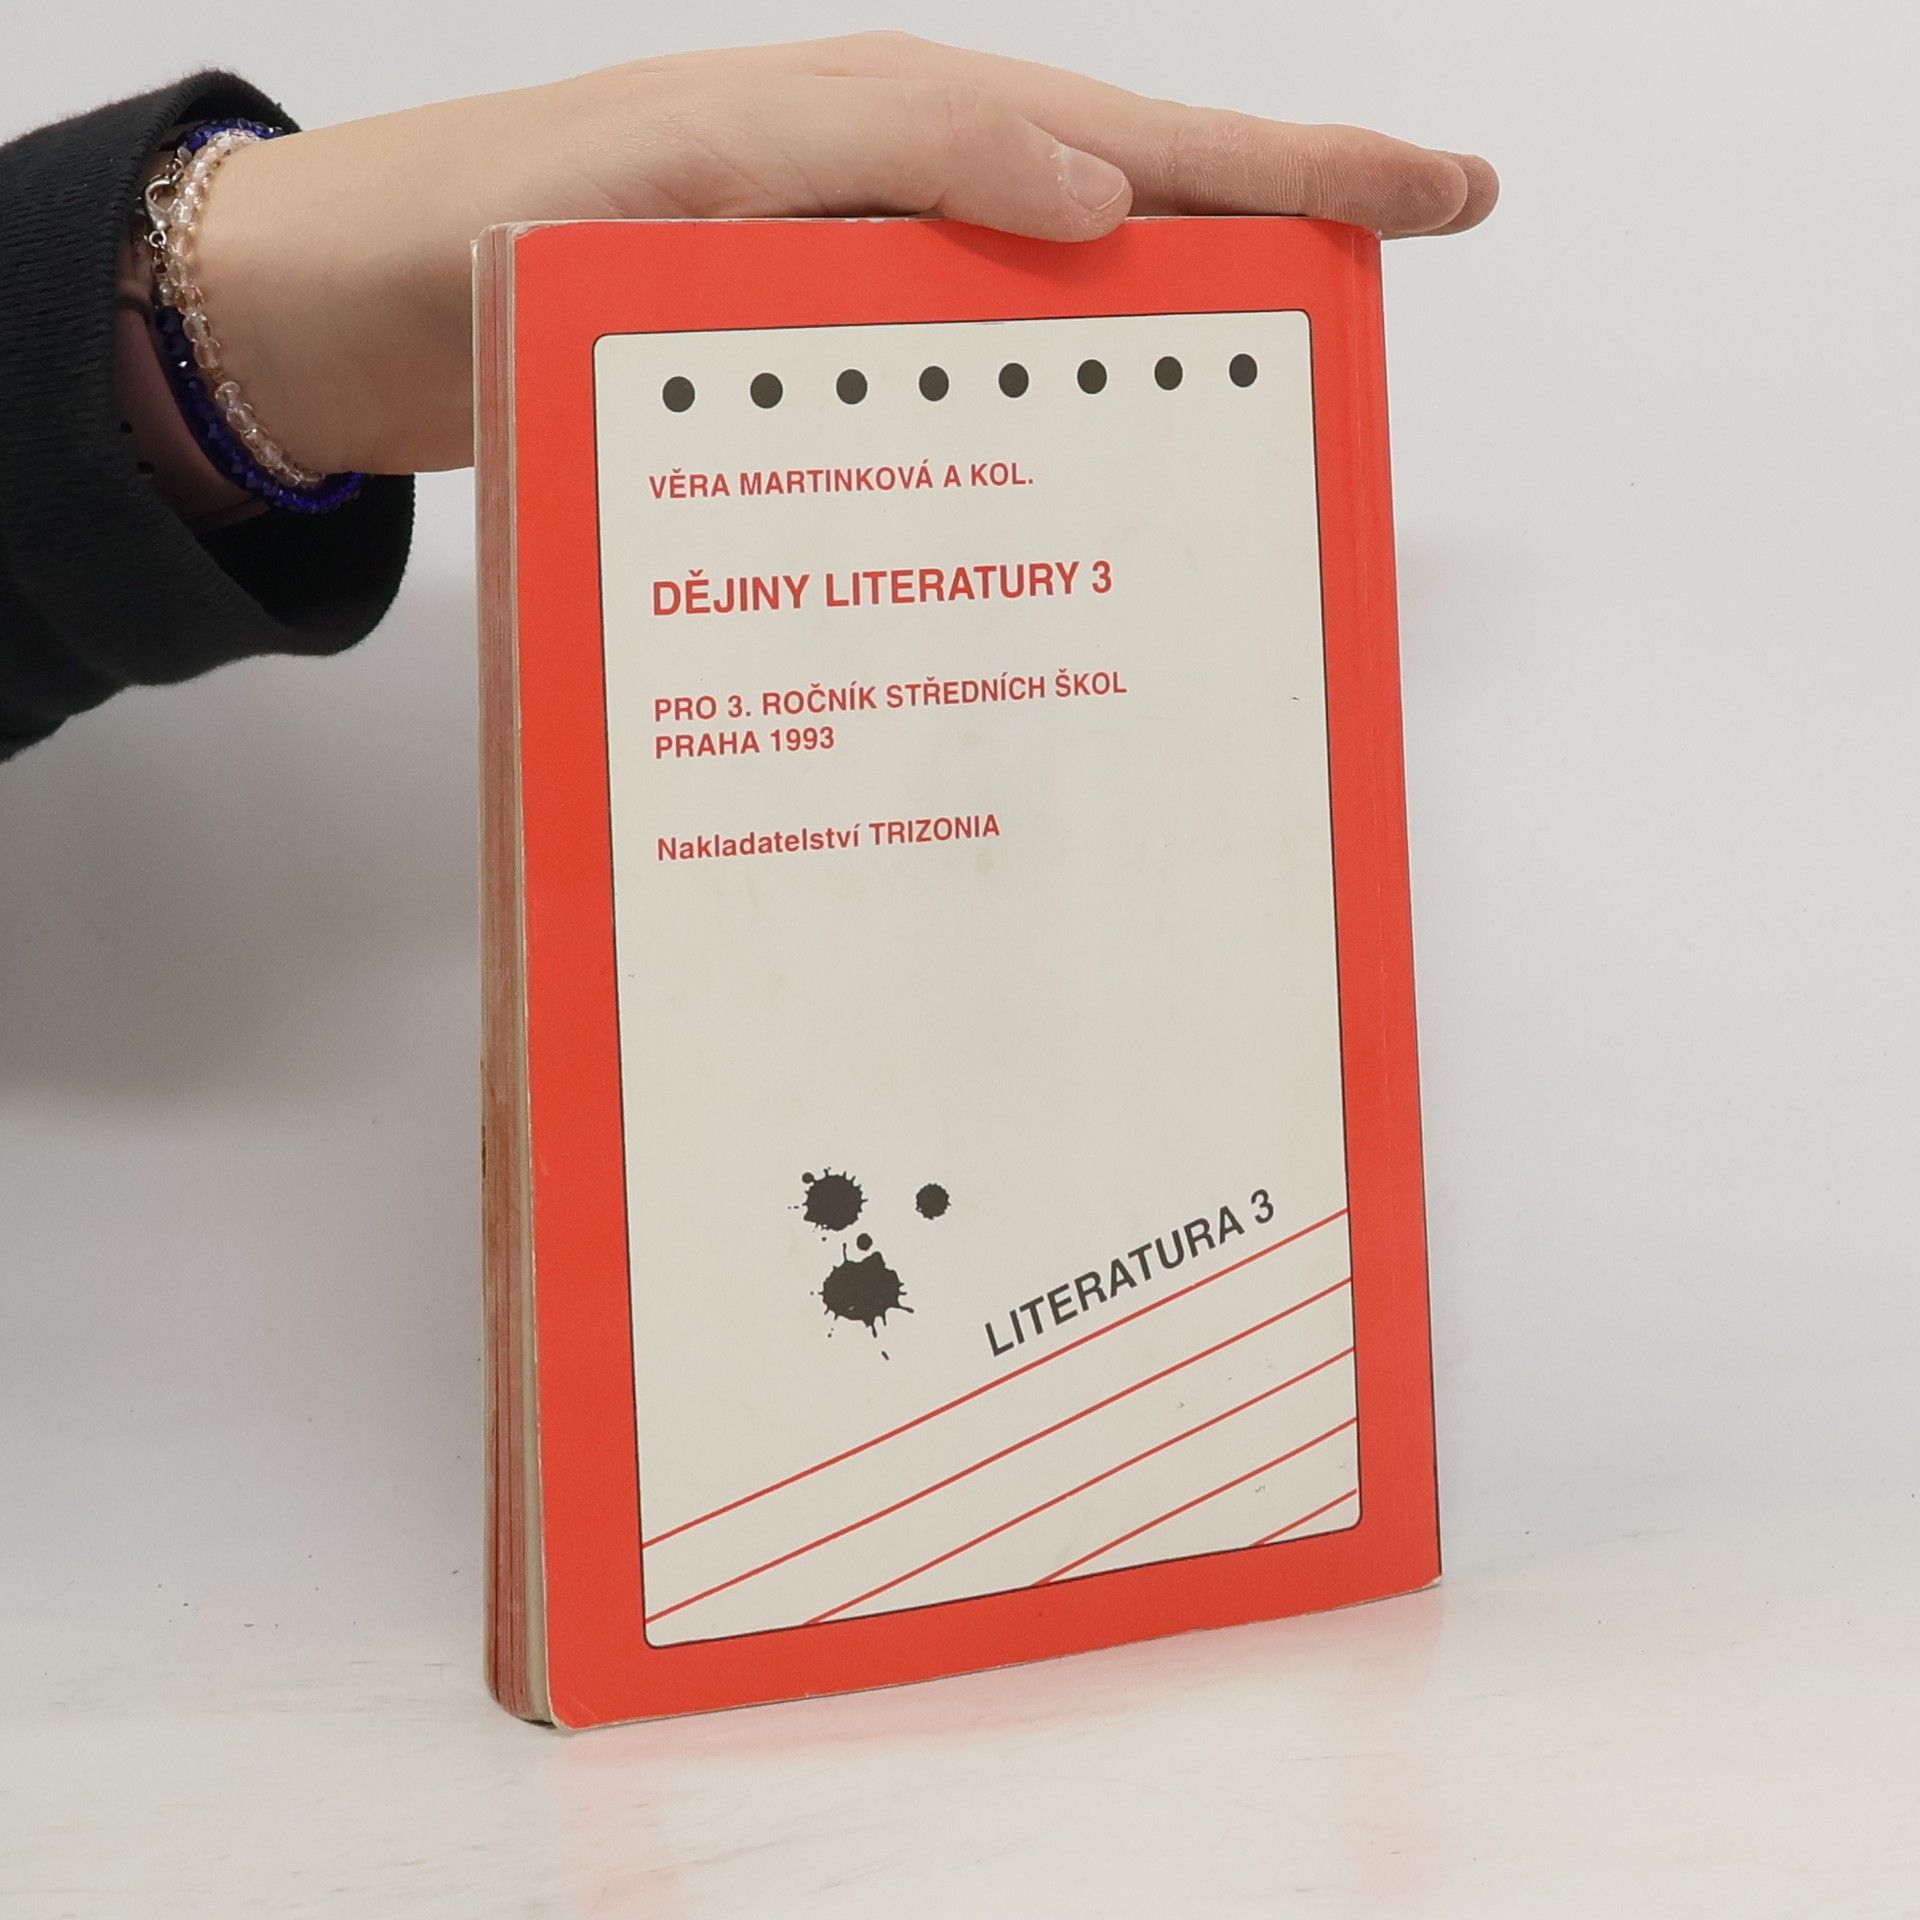 VĚRA MARTINKOVÁ A KOL.
DĚJINY LITERATURY 3
PRO 3. ROČNÍK STŘEDNÍCH ŠKOL
PRAHA 1993
Nakladatelství TRIZONIA
LITERATURA 3